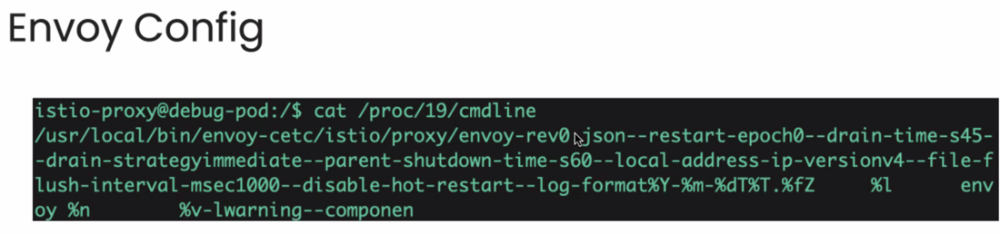 Envoy Config
istio-proxy@debug-pod:/$ cat /proc/19/cmdline
/usr/local/bin/envoy-cetc/istio/proxy/envoy-rev0.json--restart-epoch0--drain-time-s45-
-drain-strategyimmediate--parent-shutdown-time-s60--local-address-ip-versionv4--file-f
lush-interval-msec1000--disable-hot-restart--log-format%Y-%m-%dT%T.%fZ %l env
oy %n %v-lwarning--componen